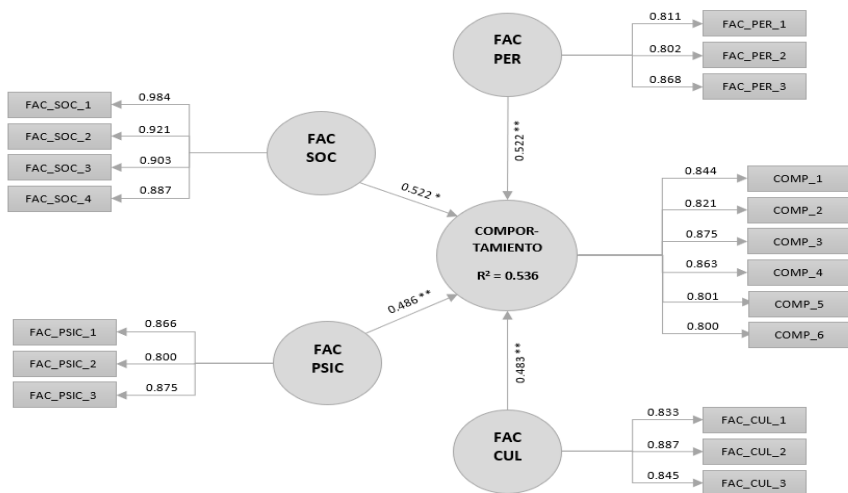 FAC
PER
0.811
FAC_PER_1
0.802
FAC_PER_2
0.868
FAC_PER_3
0.522 **
FAC_SOC_1
0.984
FAC_SOC_2
0.921
FAC_SOC_3
0.903
FAC_SOC_4
0.887
FAC
SOC
0.522 *
COMPOR-
TAMIENTO
R² = 0.536
0.844
COMP_1
0.821
COMP_2
0.875
COMP_3
0.863
COMP_4
0.801
COMP_5
0.800
COMP_6
FAC_PSIC_1
0.866
FAC_PSIC_2
0.800
FAC_PSIC_3
0.875
FAC
PSIC
0.486 **
0.483 **
FAC
CUL
0.833
FAC_CUL_1
0.887
FAC_CUL_2
0.845
FAC_CUL_3